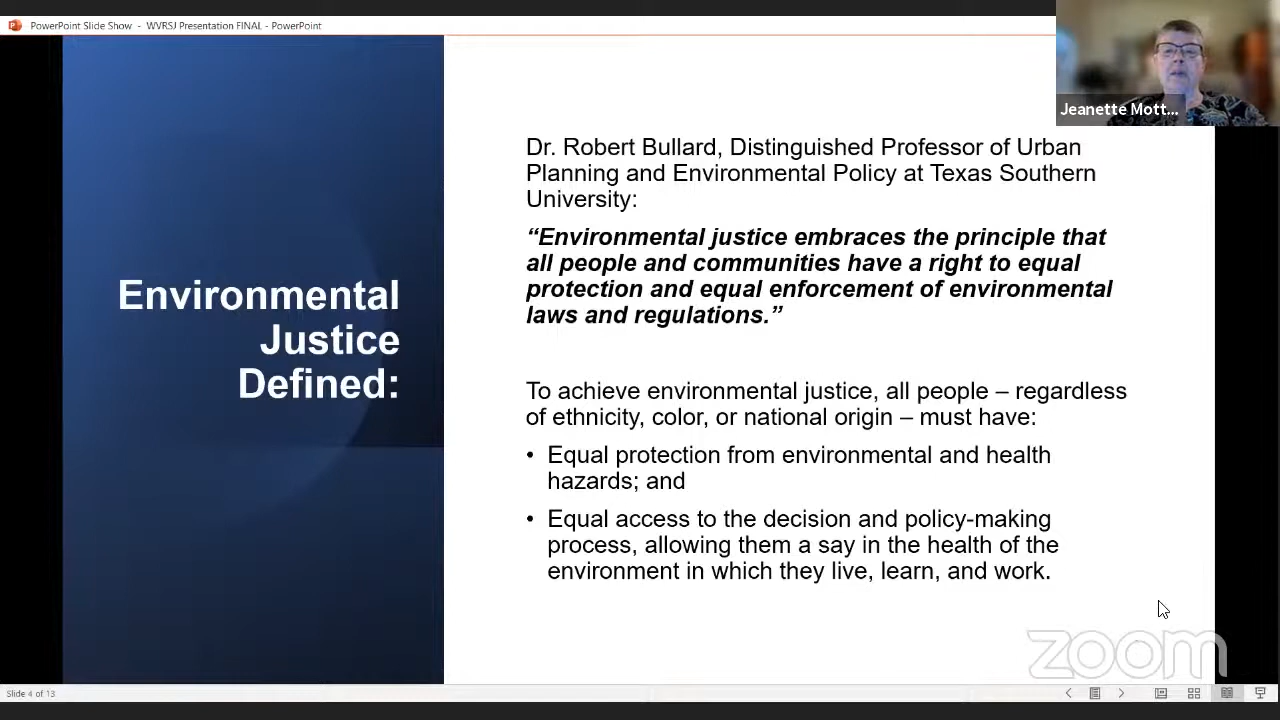 PowerPoint Slide Show - WVRSJ Presentation FINAL - PowerPoint
Jeanette Mott...
Environmental
Justice
Defined:
Dr. Robert Bullard, Distinguished Professor of Urban
Planning and Environmental Policy at Texas Southern
University:
“Environmental justice embraces the principle that
all people and communities have a right to equal
protection and equal enforcement of environmental
laws and regulations.”
To achieve environmental justice, all people – regardless
of ethnicity, color, or national origin – must have:
• Equal protection from environmental and health
hazards; and
• Equal access to the decision and policy-making
process, allowing them a say in the health of the
environment in which they live, learn, and work.
zoom
Slide 4 of 13